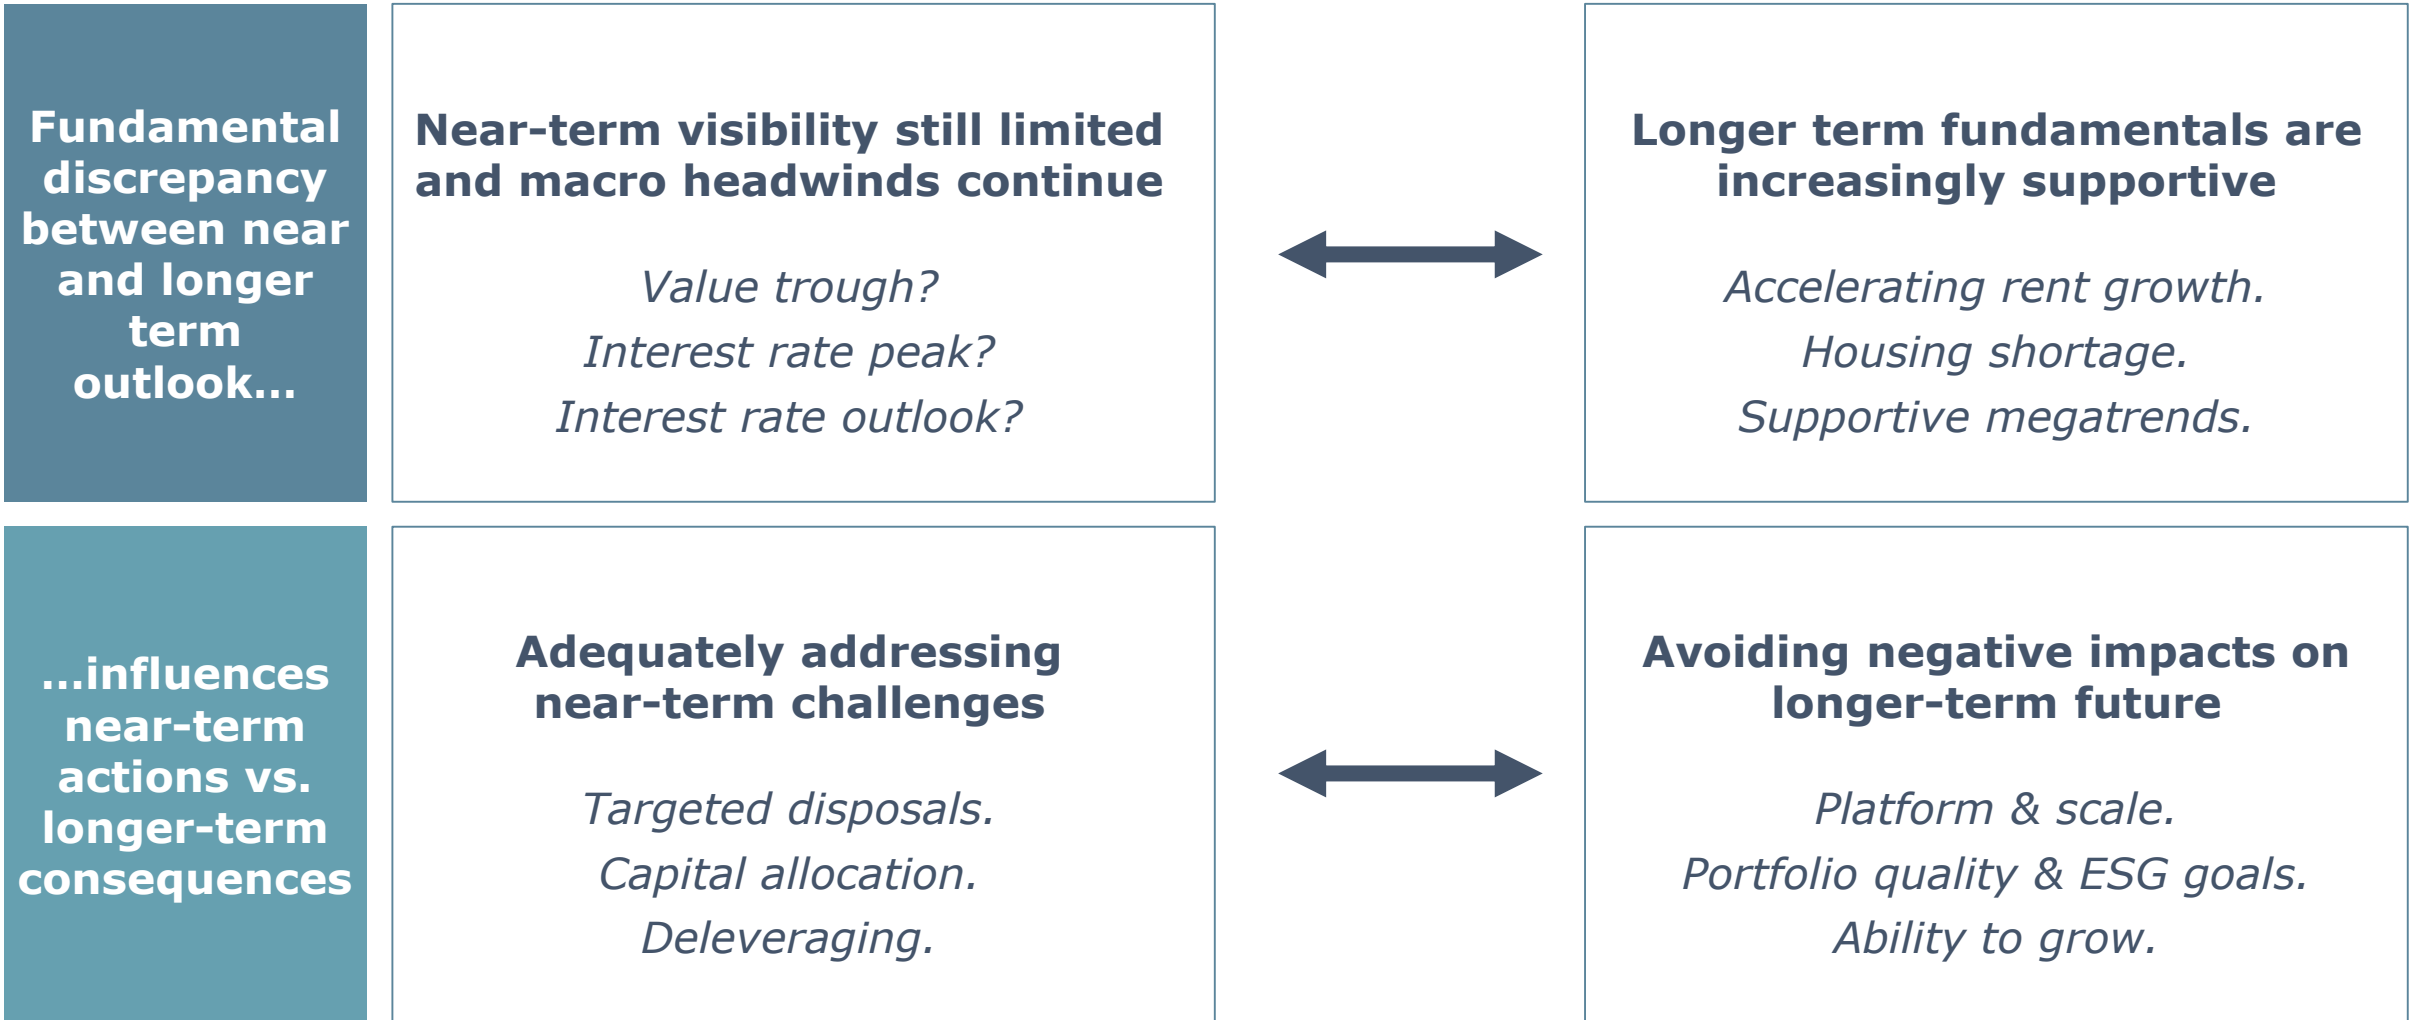 Fundamental
discrepancy
between near
and longer
term
outlook…
Near-term visibility still limited
and macro headwinds continue
Value trough?
Interest rate peak?
Interest rate outlook?
Longer term fundamentals are
increasingly supportive
Accelerating rent growth.
Housing shortage.
Supportive megatrends.
…influences
near-term
actions vs.
longer-term
consequences
Adequately addressing
near-term challenges
Targeted disposals.
Capital allocation.
Deleveraging.
Avoiding negative impacts on
longer-term future
Platform & scale.
Portfolio quality & ESG goals.
Ability to grow.